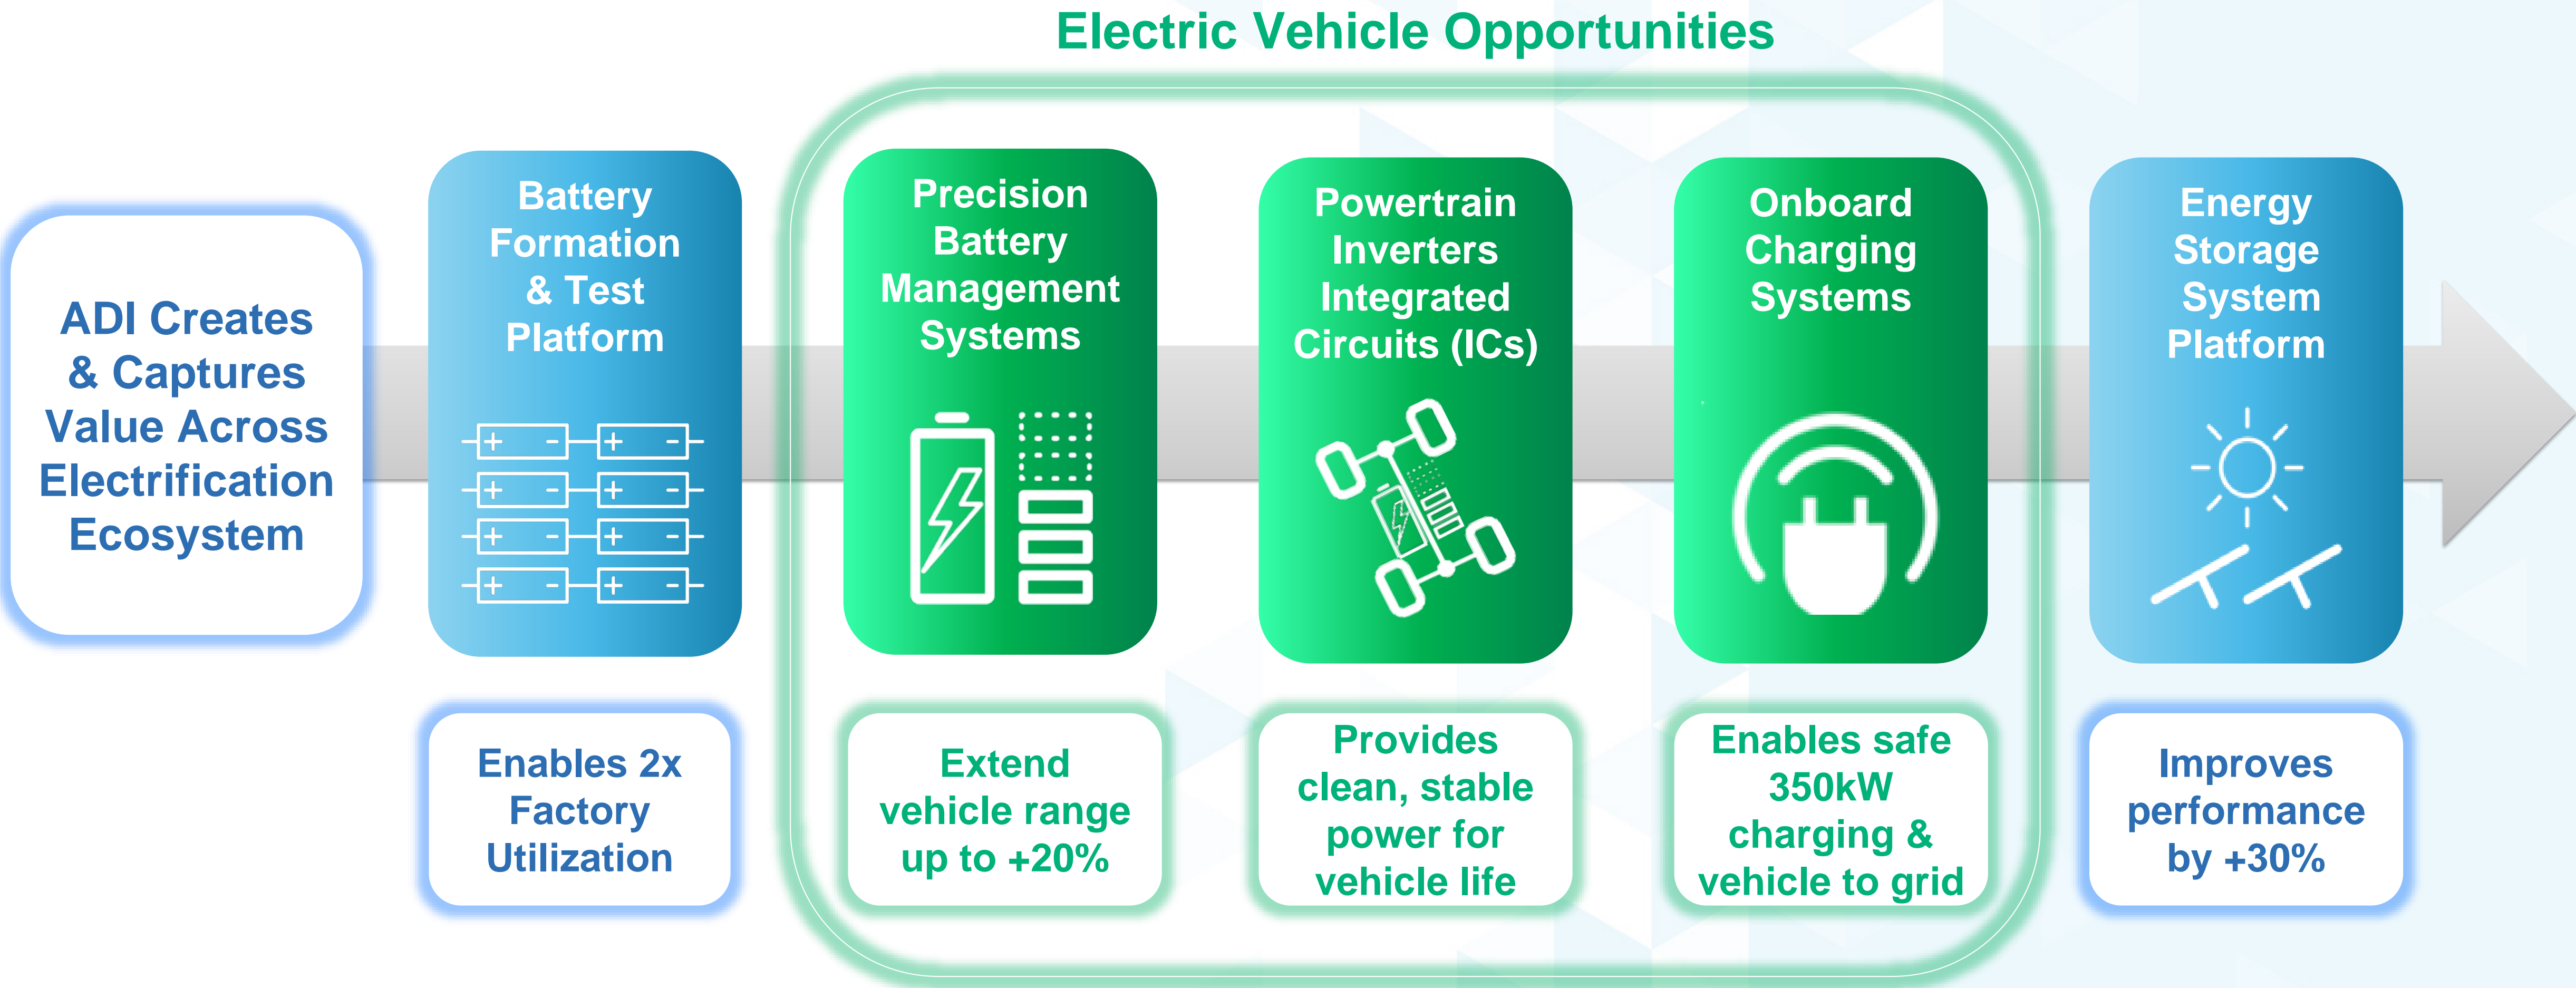 Electric Vehicle Opportunities
ADI Creates
& Captures
Value Across
Electrification
Ecosystem
Battery
Formation
& Test
Platform
Enables 2x
Factory
Utilization
Precision
Battery
Management
Systems
Extend
vehicle range
up to +20%
Powertrain
Inverters
Integrated
Circuits (ICs)
Provides
clean, stable
power for
vehicle life
Onboard
Charging
Systems
Enables safe
350kW
charging &
vehicle to grid
Energy
Storage
System
Platform
Improves
performance
by +30%